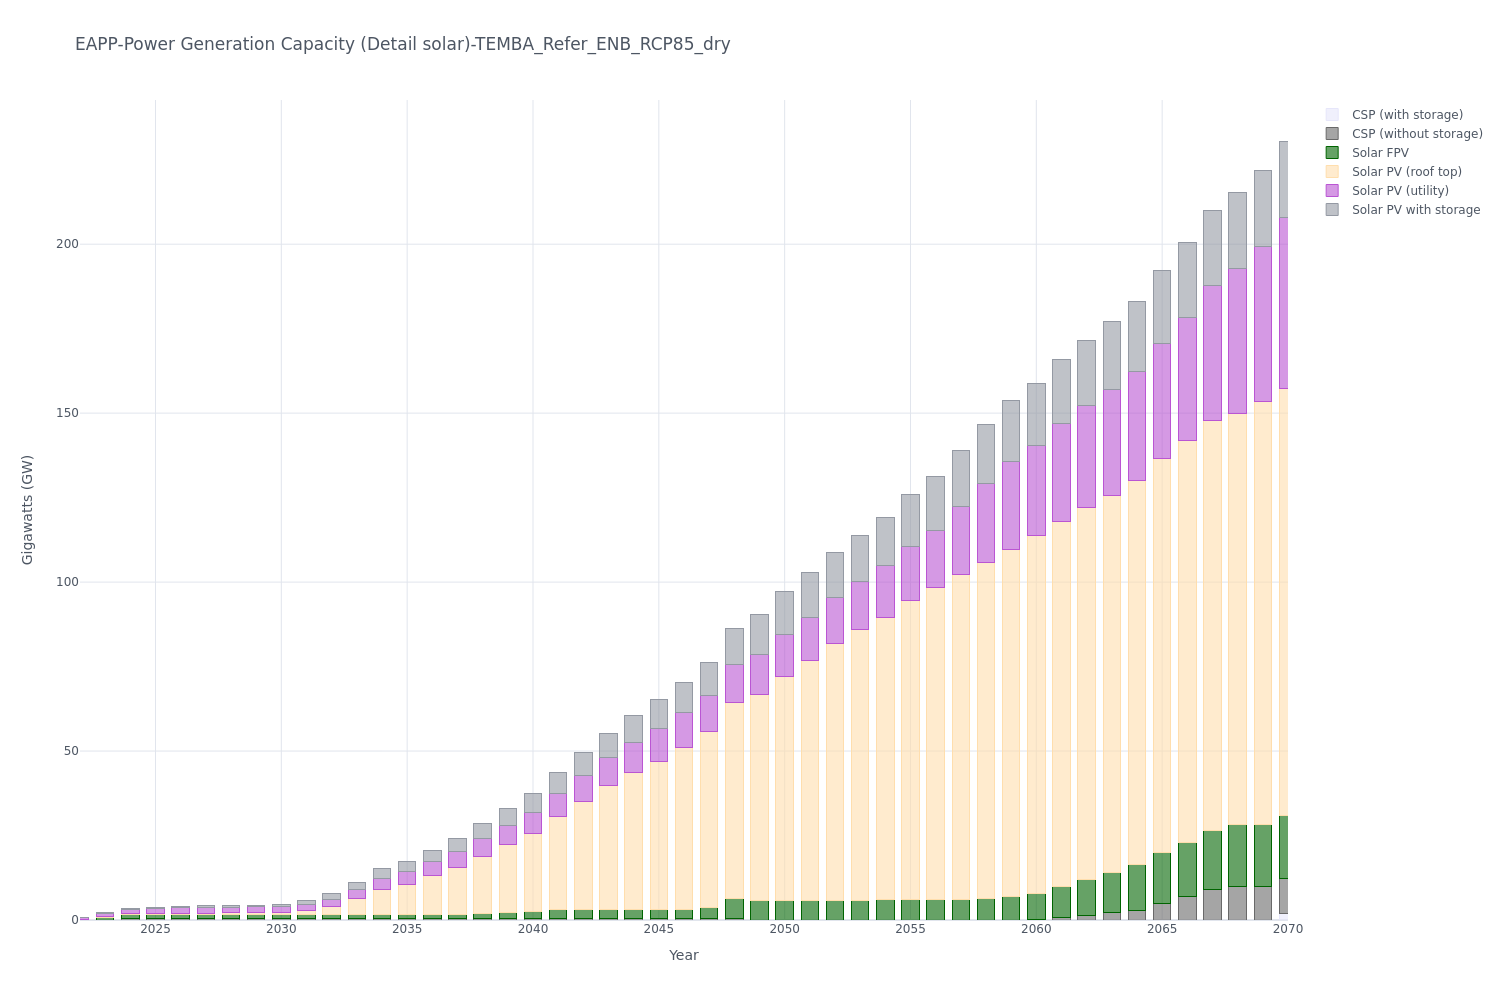 EAPP-Power Generation Capacity (Detail solar)-TEMBA_Refer_ENB_RCP85_dry
CSP (with storage)
CSP (without storage)
Solar FPV
Solar PV (roof top)
Solar PV (utility)
Solar PV with storage
Gigawatts (GW)
200
150
100
50
0
2025 2030 2035 2040 2045 2050 2055 2060 2065 2070
Year